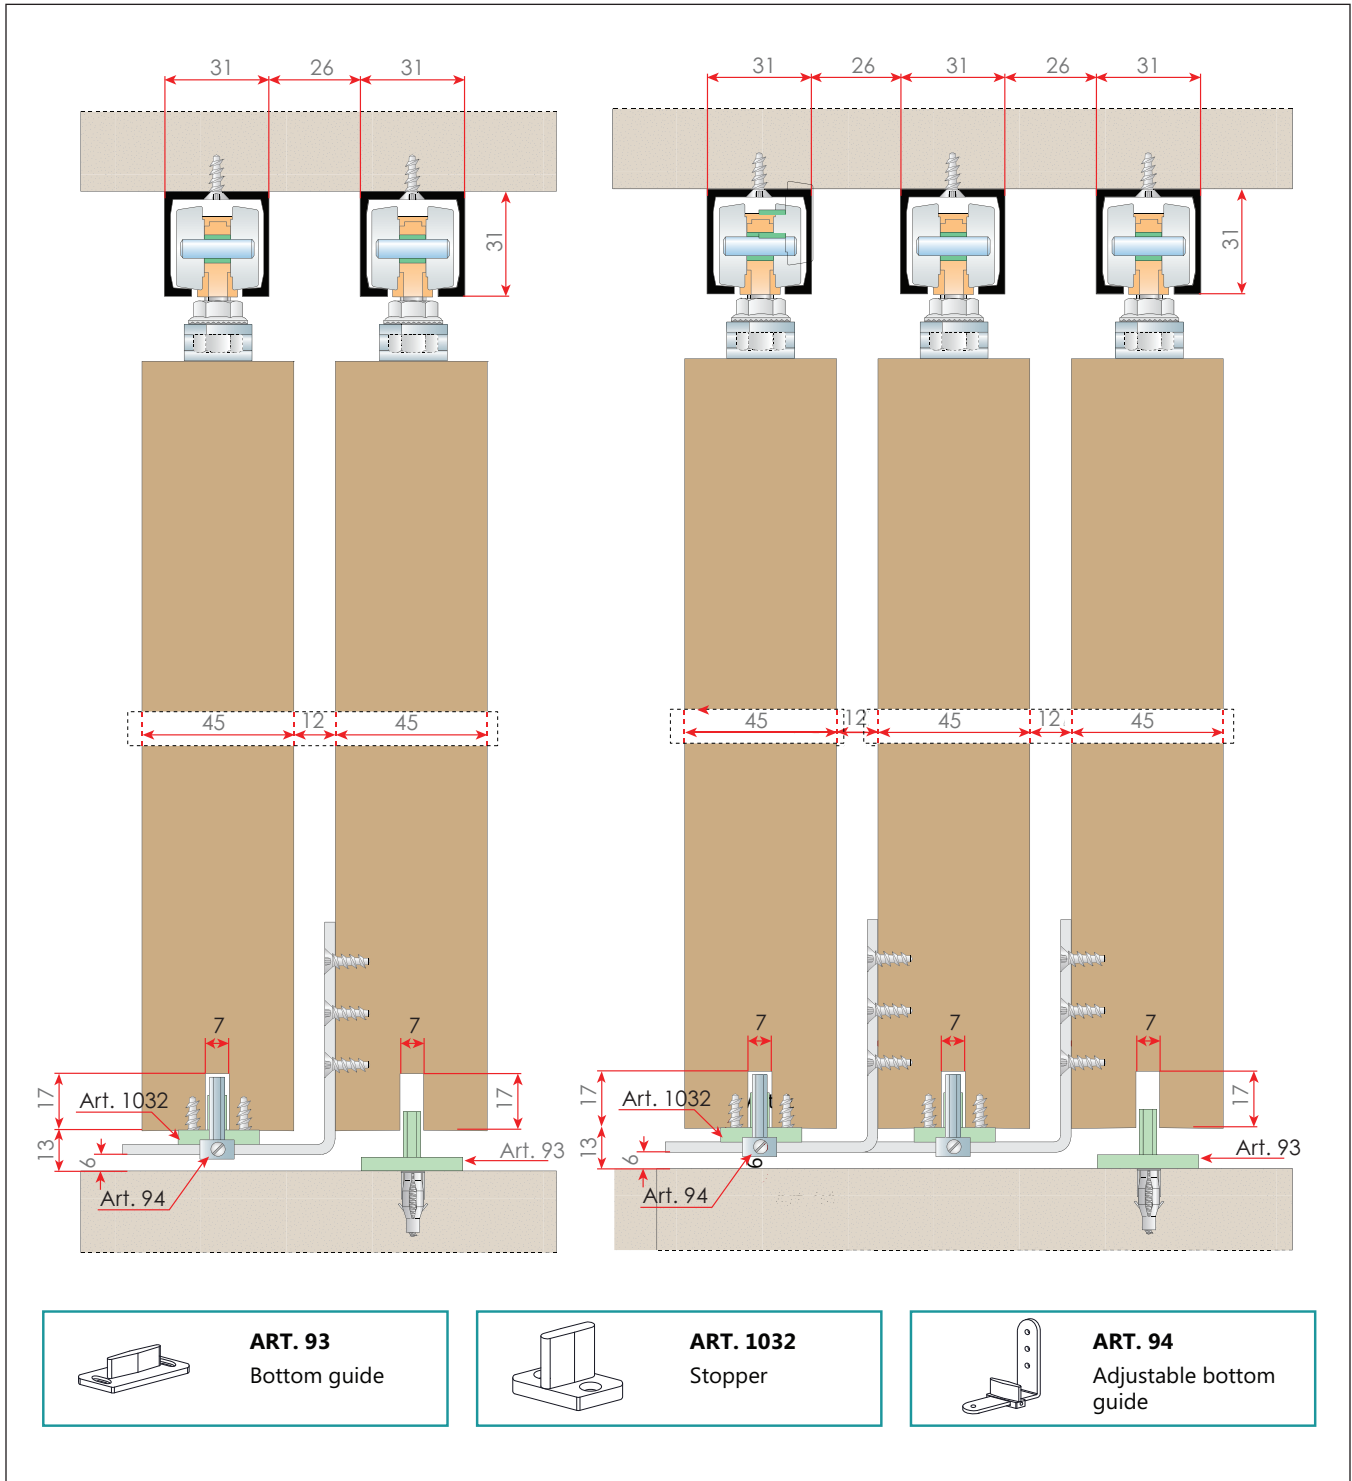 31 26 31
31 26 31 26 31
31
31
45 12 45
45 12 45 12 45
7 7
7 7 7
17 17
17 17
Art. 1032
Art. 1032
Art
13
6
Art. 93
13
6
6
Art. 93
Art. 94
Art. 94
ART. 93
Bottom guide
ART. 1032
Stopper
ART. 94
Adjustable bottom
guide